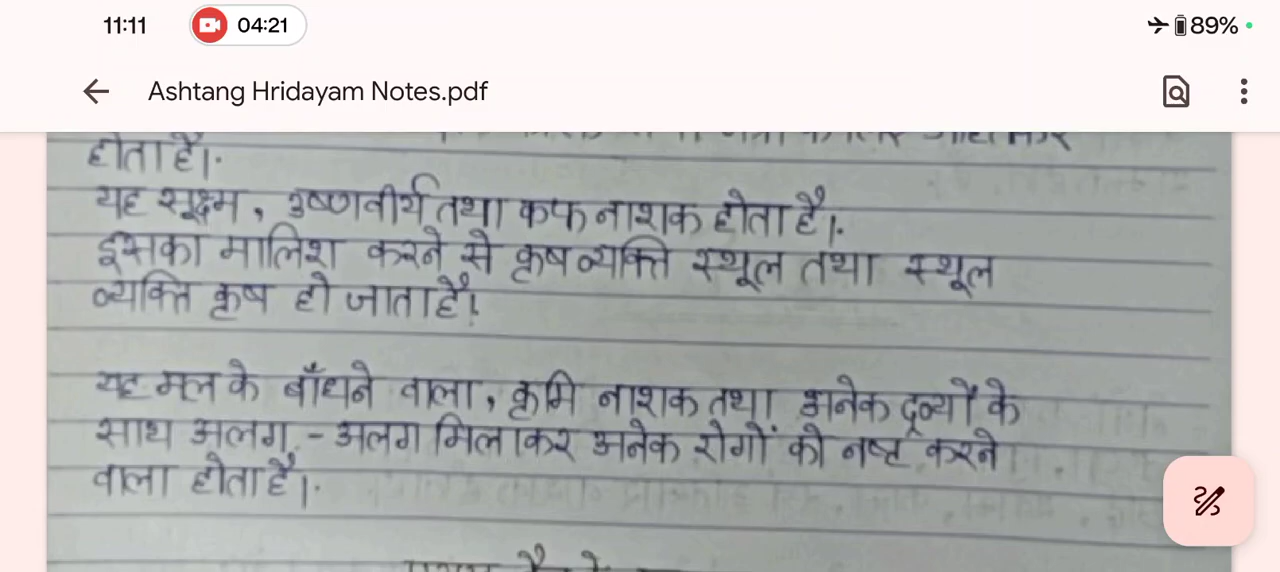 11:11
04:21
89%
Ashtang Hridayam Notes.pdf
होता है।
यह सूक्ष्म, उष्णवीर्य तथा कफ नाशक होता है।
इसका मालिश करने से कृष व्यक्ति स्थूल तथा स्थूल
व्यक्ति कृष हो जाता है।
यह मल के बाँधने वाला, कृमि नाशक तथा अनेक द्रव्यों के
साथ अलग - अलग मिलाकर अनेक रोगों को नष्ट करने
वाला होता है।